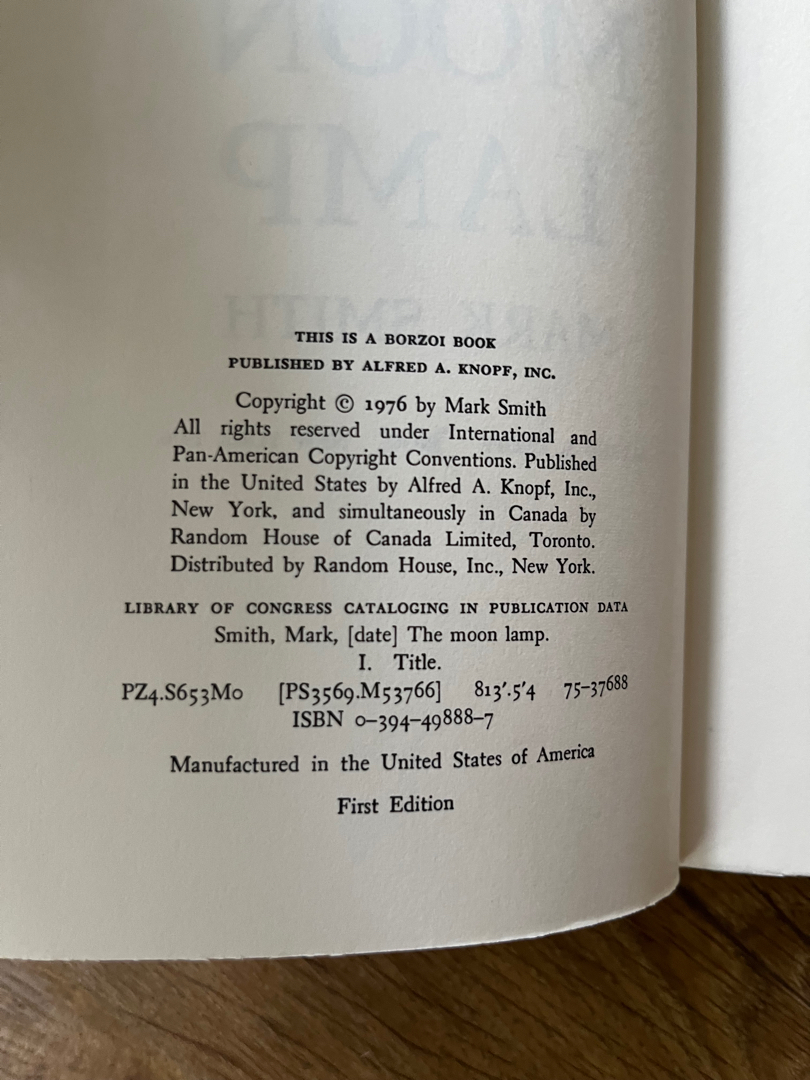 THIS IS A BORZOI BOOK
PUBLISHED BY ALFRED A. KNOPF, INC.
Copyright © 1976 by Mark Smith
All rights reserved under International and
Pan-American Copyright Conventions. Published
in the United States by Alfred A. Knopf, Inc.,
New York, and simultaneously in Canada by
Random House of Canada Limited, Toronto.
Distributed by Random House, Inc., New York.
LIBRARY OF CONGRESS CATALOGING IN PUBLICATION DATA
Smith, Mark, [date] The moon lamp.
I. Title.
PZ4.S653Mo [PS3569.M53766] 813'.5'4 75–37688
ISBN 0–394–49888–7
Manufactured in the United States of America
First Edition